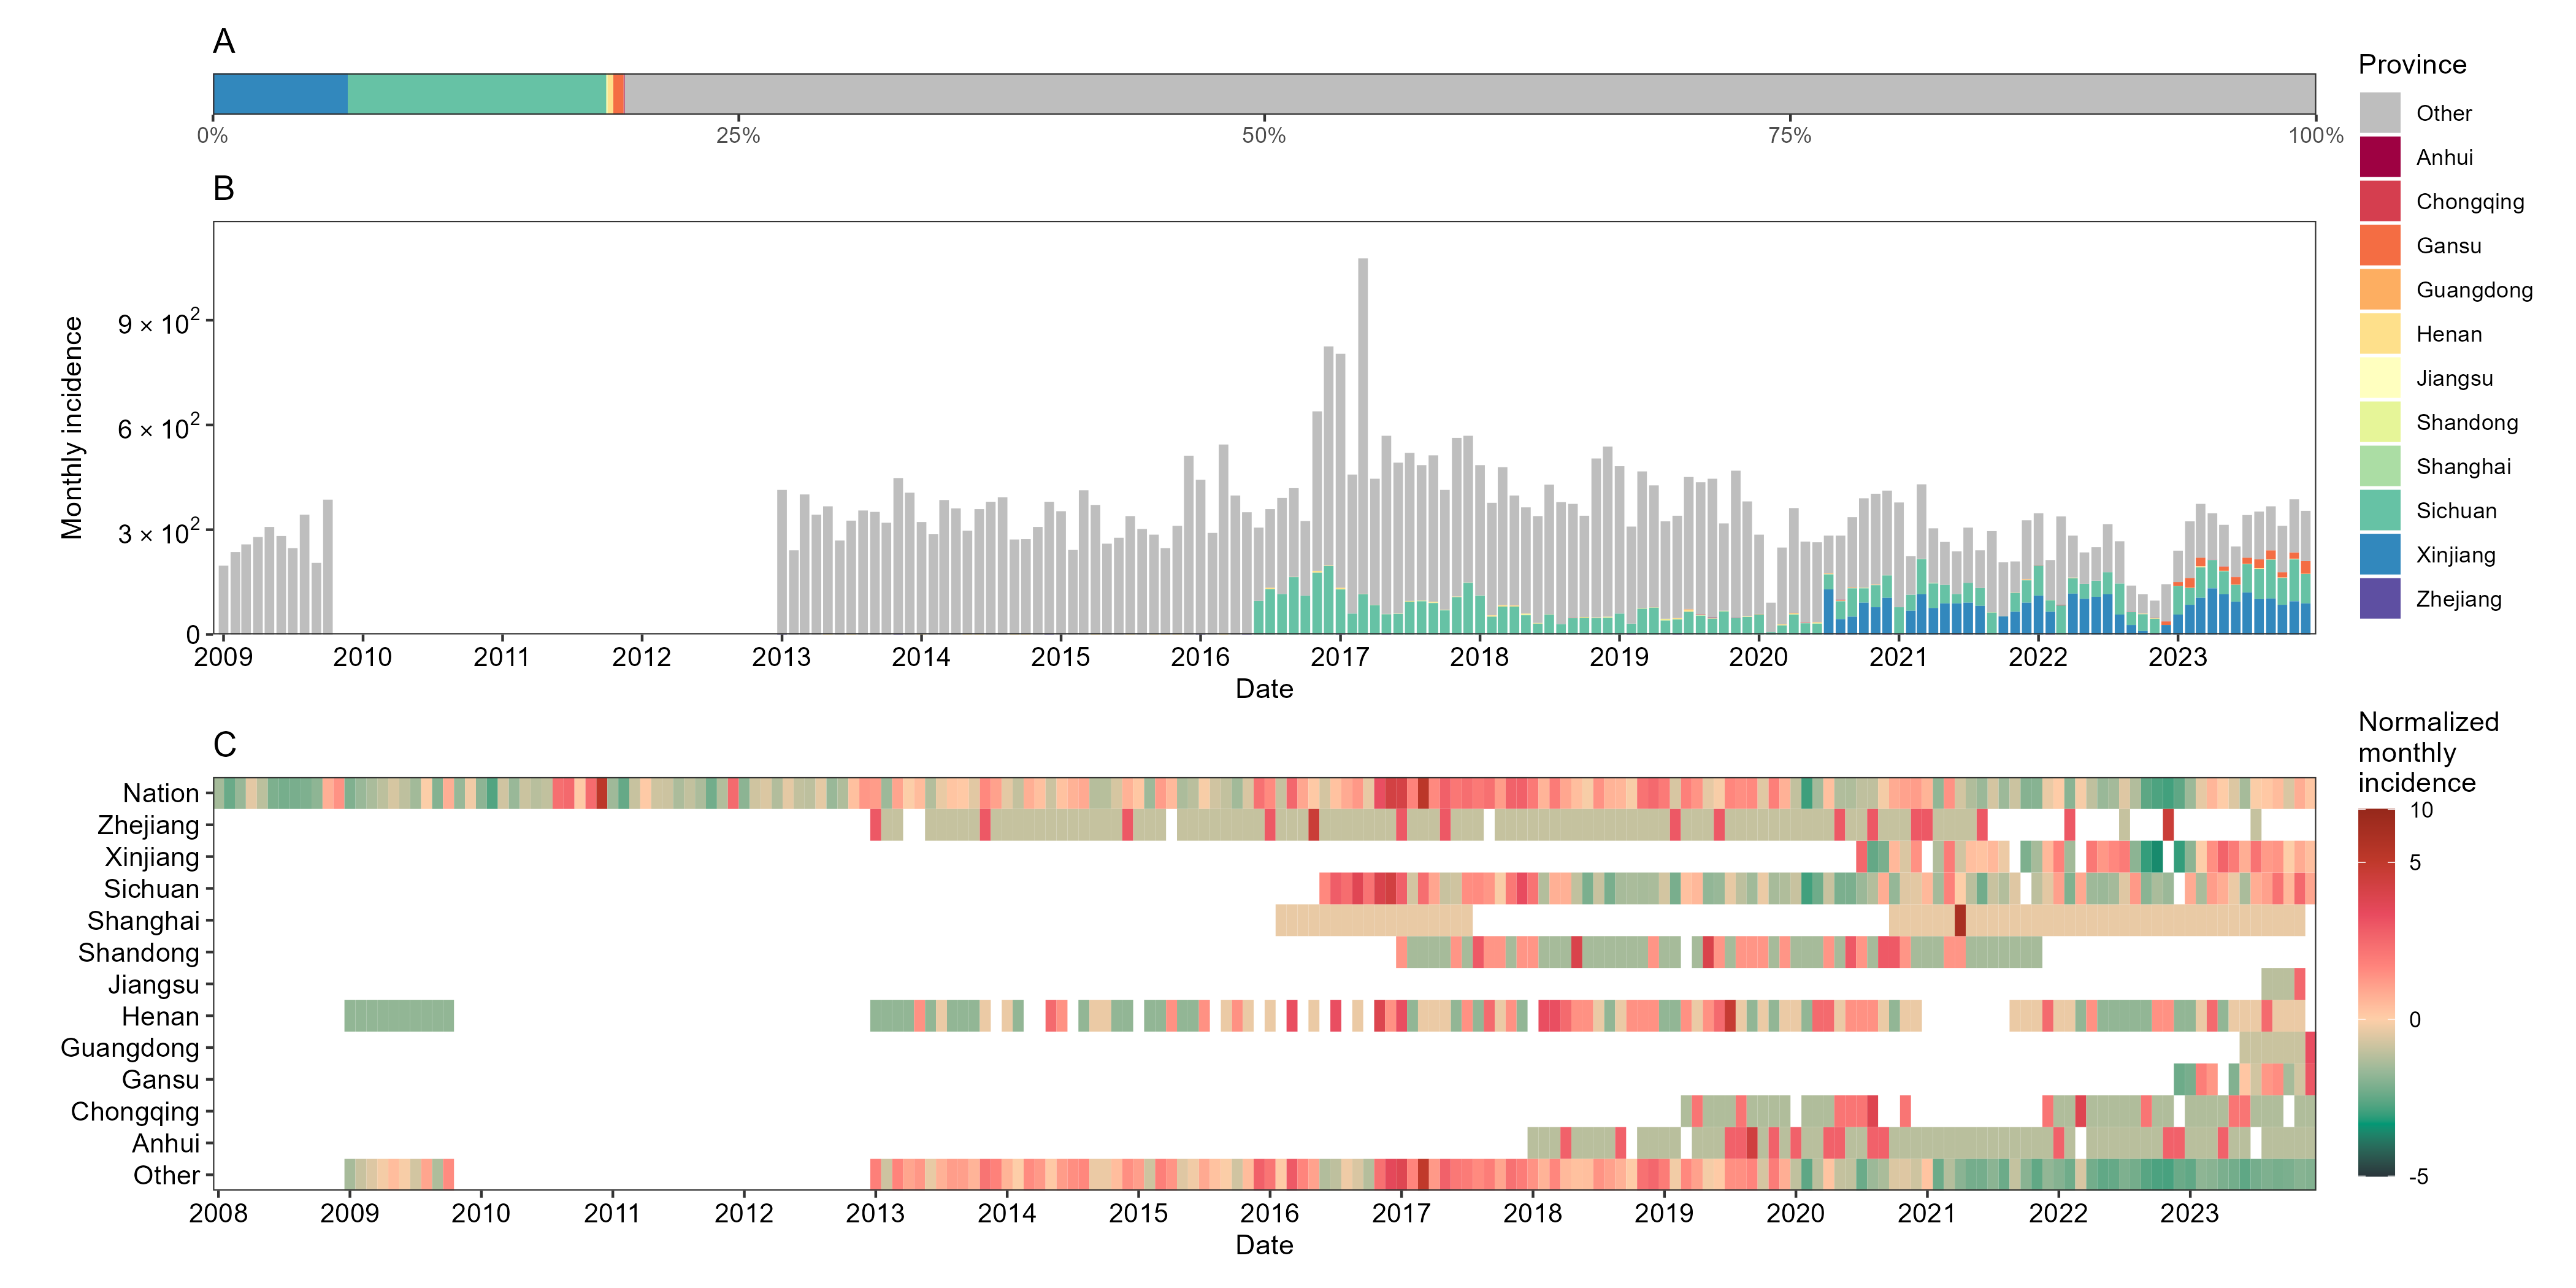 A
0%
25%
50%
75%
100%
Province
Other
Anhui
Chongqing
Gansu
Guangdong
Henan
Jiangsu
Shandong
Shanghai
Sichuan
Xinjiang
Zhejiang
B
Monthly incidence
9 × 10²
6 × 10²
3 × 10²
0
2009
2010
2011
2012
2013
2014
2015
2016
2017
2018
2019
2020
2021
2022
2023
Date
C
Nation
Zhejiang
Xinjiang
Sichuan
Shanghai
Shandong
Jiangsu
Henan
Guangdong
Gansu
Chongqing
Anhui
Other
2008
2009
2010
2011
2012
2013
2014
2015
2016
2017
2018
2019
2020
2021
2022
2023
Date
Normalized
monthly
incidence
10
5
0
-5